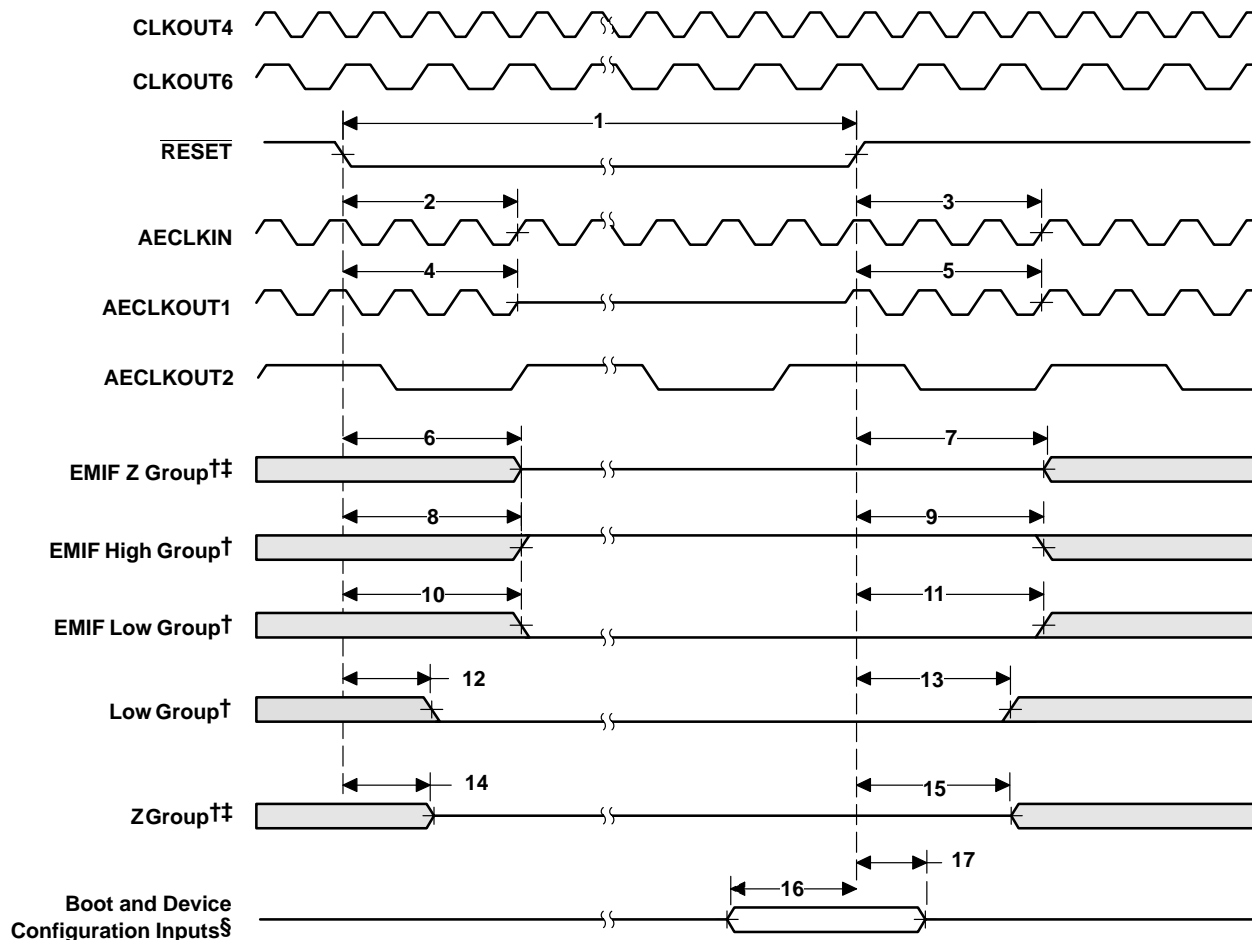 CLKOUT4
CLKOUT6
1
RESET
2
3
AECLKIN
4
5
AECLKOUT1
AECLKOUT2
6
7
EMIF Z Group†‡
8
9
EMIF High Group†
10
11
EMIF Low Group†
12
13
Low Group†
14
15
Z Group†‡
17
16
Boot and Device
Configuration Inputs§